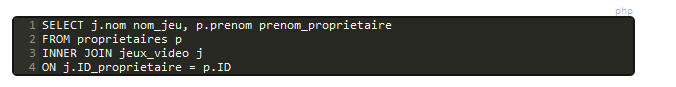 php
1 SELECT j.nom nom_jeu, p.prenom prenom_proprietaire
2 FROM proprietaires p
3 INNER JOIN jeux_video j
4 ON j.ID_proprietaire = p.ID